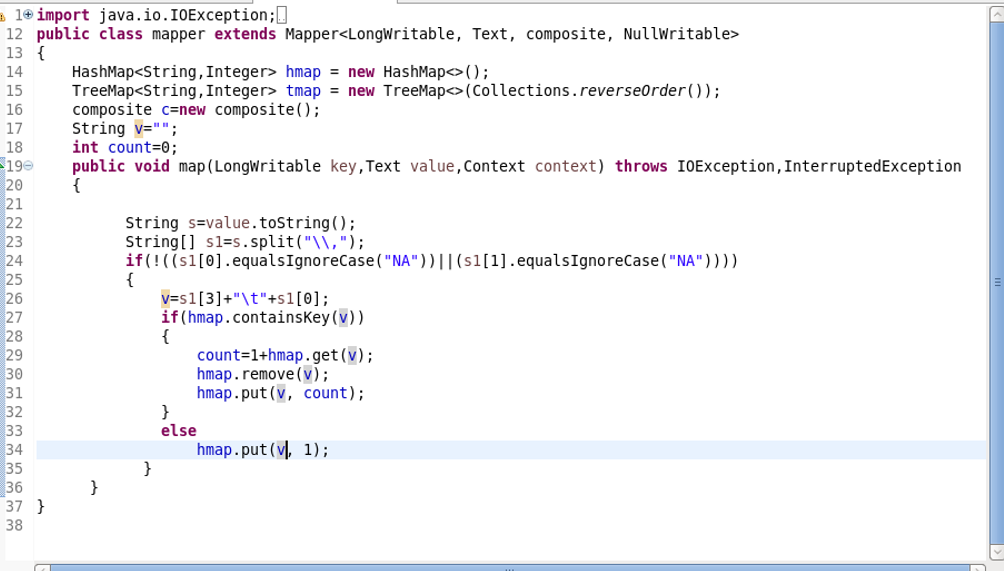 1 import java.io.IOException;
12 public class mapper extends Mapper<LongWritable, Text, composite, NullWritable>
13 {
14     HashMap<String,Integer> hmap = new HashMap<>();
15     TreeMap<String,Integer> tmap = new TreeMap<>(Collections.reverseOrder());
16     composite c=new composite();
17     String v="";
18     int count=0;
19     public void map(LongWritable key,Text value,Context context) throws IOException,InterruptedException
20     {
21
22           String s=value.toString();
23           String[] s1=s.split("\\,");
24           if(!((s1[0].equalsIgnoreCase("NA"))||(s1[1].equalsIgnoreCase("NA"))))
25           {
26               v=s1[3]+"\t"+s1[0];
27               if(hmap.containsKey(v))
28               {
29                   count=1+hmap.get(v);
30                   hmap.remove(v);
31                   hmap.put(v, count);
32               }
33               else
34                   hmap.put(v, 1);
35             }
36       }
37 }
38